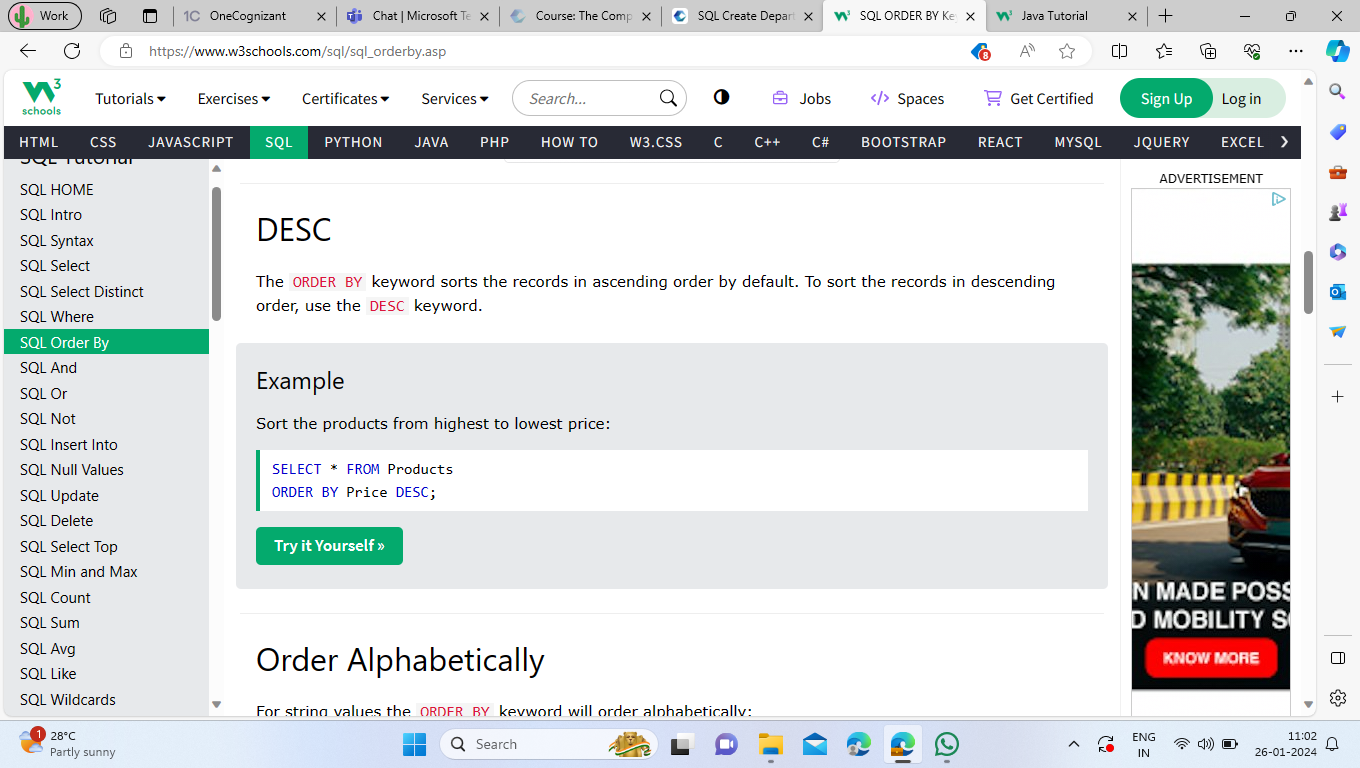 Work
OneCognizant
Chat | Microsoft Te
Course: The Comp
SQL Create Depart
SQL ORDER BY Ke
Java Tutorial
https://www.w3schools.com/sql/sql_orderby.asp
8
W3
schools
Tutorials
Exercises
Certificates
Services
Search...
Jobs
Spaces
Get Certified
Sign Up
Log in
HTML CSS JAVASCRIPT SQL PYTHON JAVA PHP HOW TO W3.CSS C C++ C# BOOTSTRAP REACT MYSQL JQUERY EXCEL
SQL Tutorial
SQL HOME
SQL Intro
SQL Syntax
SQL Select
SQL Select Distinct
SQL Where
SQL Order By
SQL And
SQL Or
SQL Not
SQL Insert Into
SQL Null Values
SQL Update
SQL Delete
SQL Select Top
SQL Min and Max
SQL Count
SQL Sum
SQL Avg
SQL Like
SQL Wildcards
DESC
The ORDER BY keyword sorts the records in ascending order by default. To sort the records in descending
order, use the DESC keyword.
Example
Sort the products from highest to lowest price:
SELECT * FROM Products
ORDER BY Price DESC;
Try it Yourself »
Order Alphabetically
For string values the ORDER BY keyword will order alphabetically:
ADVERTISEMENT
N MADE POSS
D MOBILITY S
KNOW MORE
1
28°C
Partly sunny
Search
ENG
IN
11:02
26-01-2024